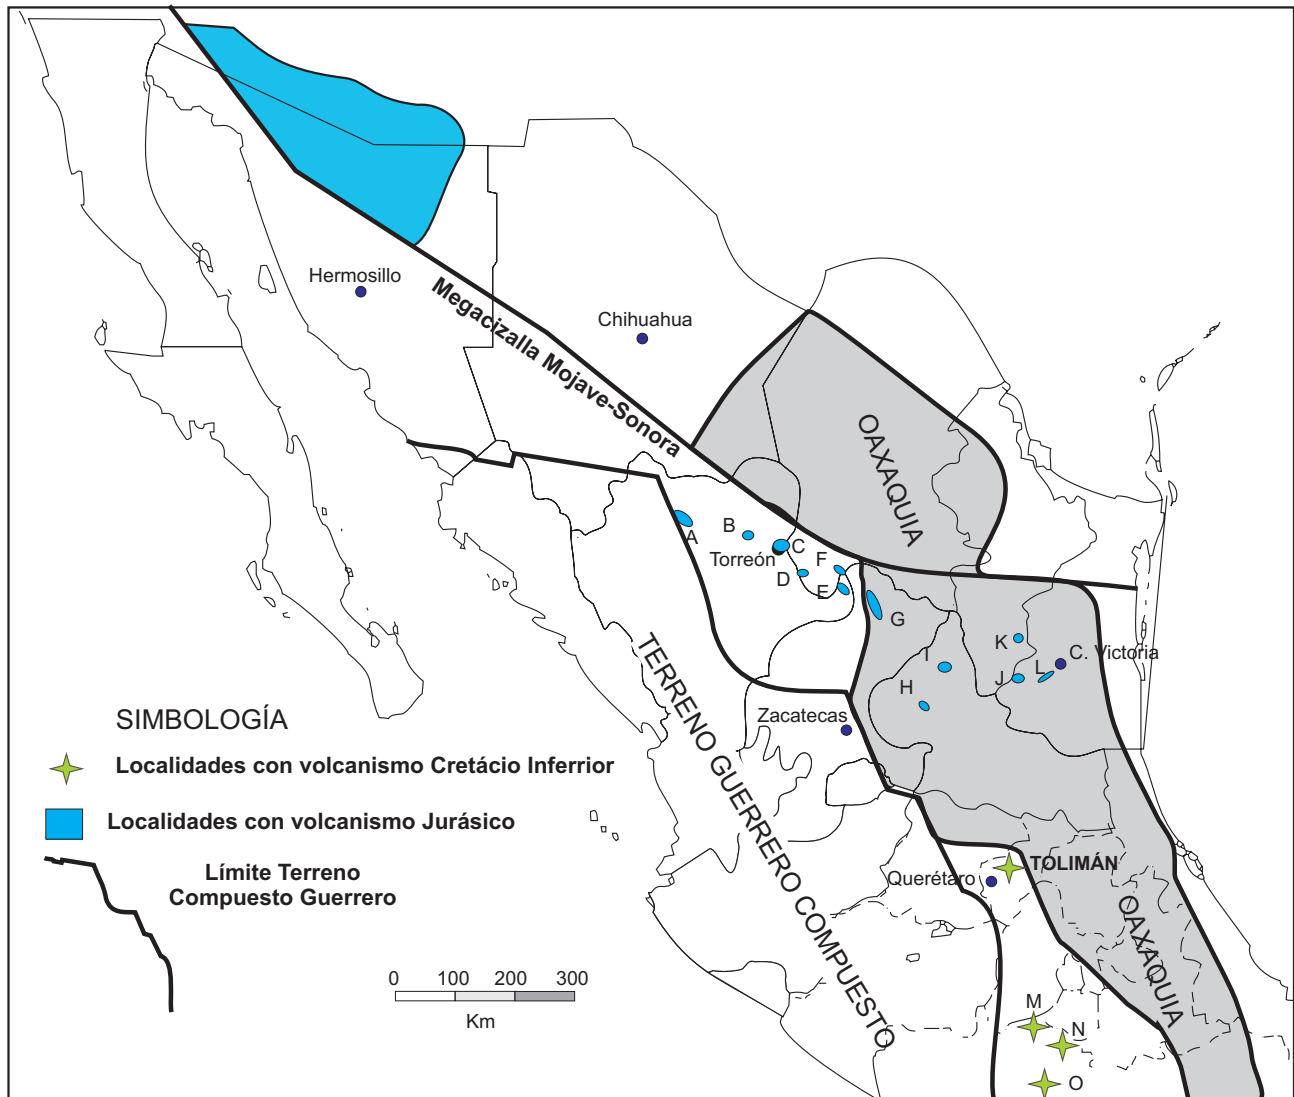 Hermosillo
Chihuahua
Megacizalla Mojave-Sonora
OAXAQUIA
A
B
Torreón
C
D
F
E
G
K
C. Victoria
I
J
L
H
Zacatecas
TERRENO GUERRERO COMPUESTO
SIMBOLOGÍA
Localidades con volcanismo Cretácio Inferrior
Localidades con volcanismo Jurásico
Límite Terreno
Compuesto Guerrero
0 100 200 300
Km
Querétaro
TOLIMÁN
OAXAQUIA
M
N
O